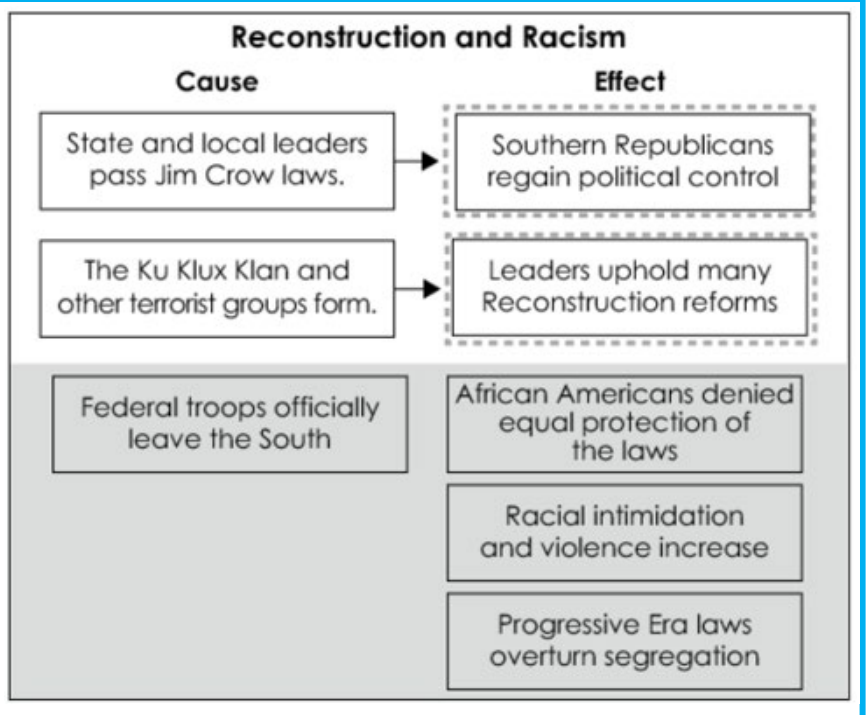 Reconstruction and Racism
Cause
Effect
State and local leaders
pass Jim Crow laws.
Southern Republicans
regain political control
The Ku Klux Klan and
other terrorist groups form.
Leaders uphold many
Reconstruction reforms
Federal troops officially
leave the South
African Americans denied
equal protection of
the laws
Racial intimidation
and violence increase
Progressive Era laws
overturn segregation